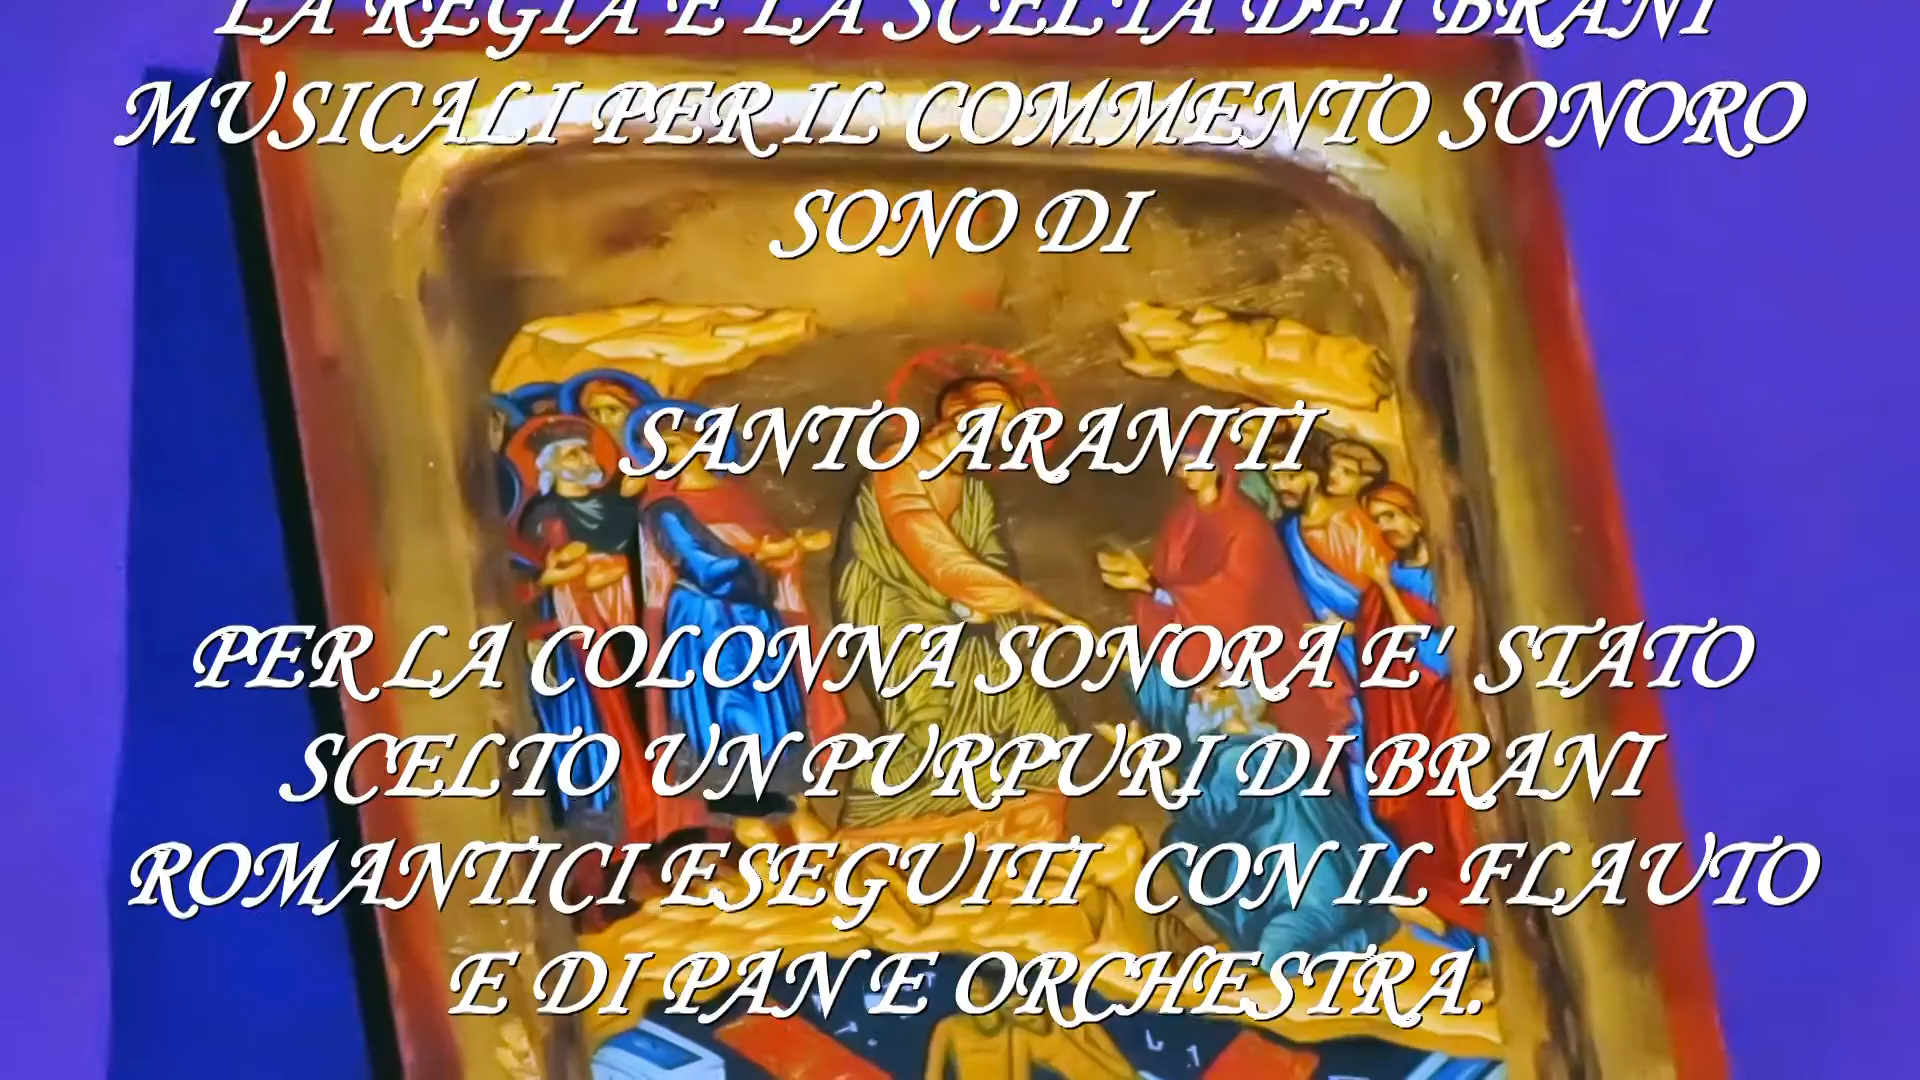 LA REGIA E LA SCELTA DEI BRANI
MUSICALI PER IL COMMENTO SONORO
SONO DI
SANTO ARANITI
PER LA COLONNA SONORA E' STATO
SCELTO UN PURPURI DI BRANI
ROMANTICI ESEGUITI CON IL FLAUTO
E DI PAN E ORCHESTRA.